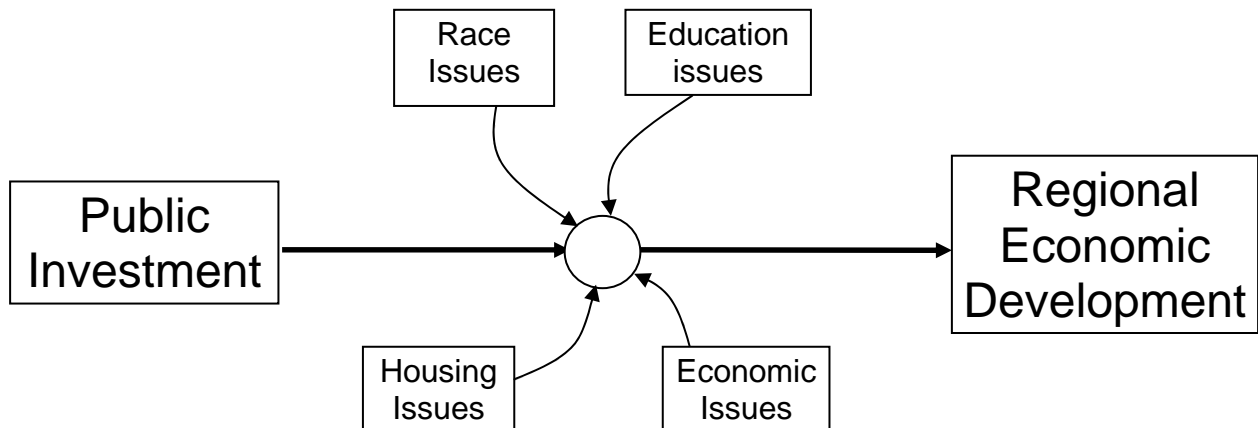 Race
Issues
Education
issues
Public
Investment
Regional
Economic
Development
Housing
Issues
Economic
Issues